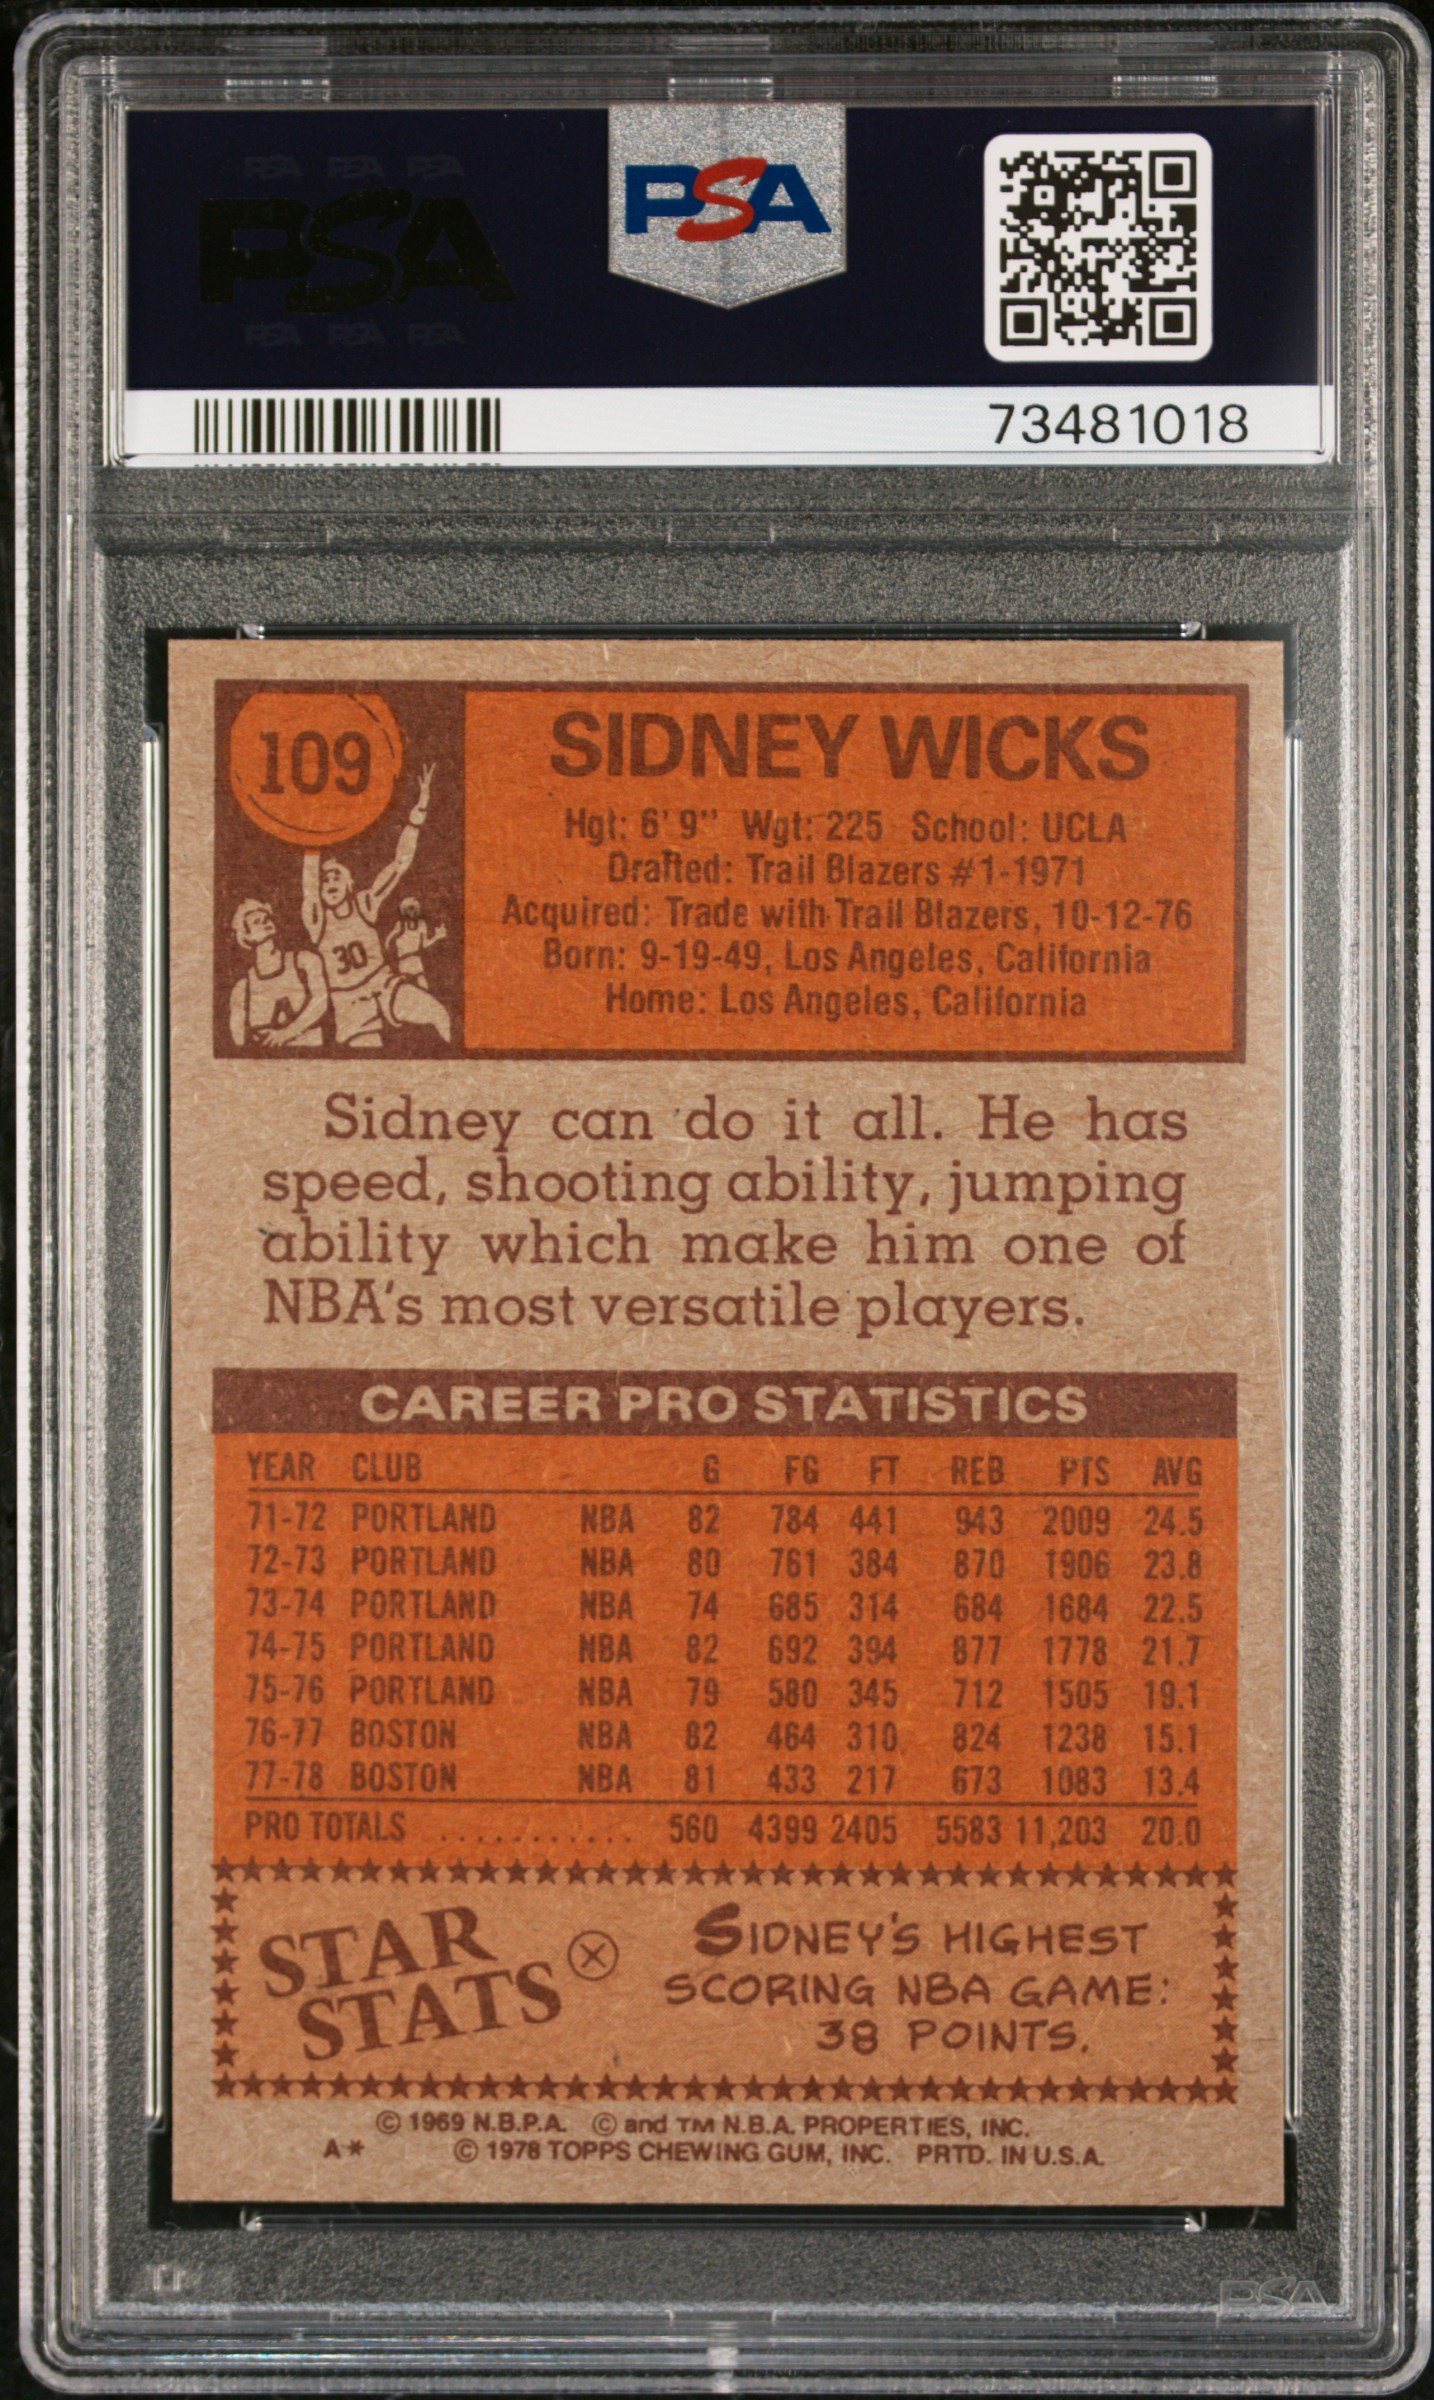 PSA PSA PSA
PSA
PSA PSA PSA
PSA
73481018
109
30
SIDNEY WICKS
Hgt: 6' 9" Wgt: 225 School: UCLA
Drafted: Trail Blazers #1-1971
Acquired: Trade with Trail Blazers, 10-12-76
Born: 9-19-49, Los Angeles, California
Home: Los Angeles, California
Sidney can do it all. He has
speed, shooting ability, jumping
ability which make him one of
NBA's most versatile players.
CAREER PRO STATISTICS
YEAR CLUB G FG FT REB PTS AVG
71-72 PORTLAND NBA 82 784 441 943 2009 24.5
72-73 PORTLAND NBA 80 761 384 870 1906 23.8
73-74 PORTLAND NBA 74 685 314 684 1684 22.5
74-75 PORTLAND NBA 82 692 394 877 1778 21.7
75-76 PORTLAND NBA 79 580 345 712 1505 19.1
76-77 BOSTON NBA 82 464 310 824 1238 15.1
77-78 BOSTON NBA 81 433 217 673 1083 13.4
PRO TOTALS ............ 560 4399 2405 5583 11,203 20.0
STAR
STATS
SIDNEY'S HIGHEST
SCORING NBA GAME:
38 POINTS.
© 1969 N.B.P.A. © and TM N.B.A. PROPERTIES, INC.
A* © 1978 TOPPS CHEWING GUM, INC. PRTD. IN U.S.A.
PSA